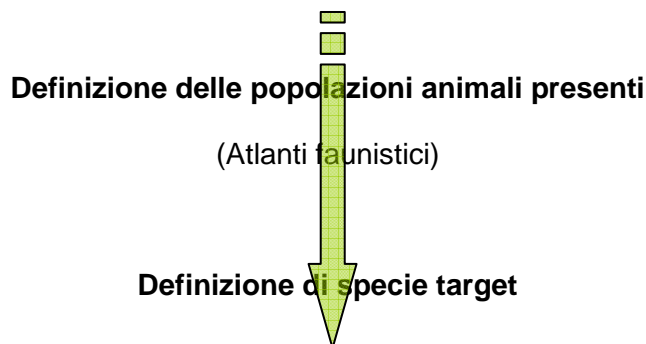 Definizione delle popolazioni animali presenti
(Atlanti faunistici)
Definizione di specie target